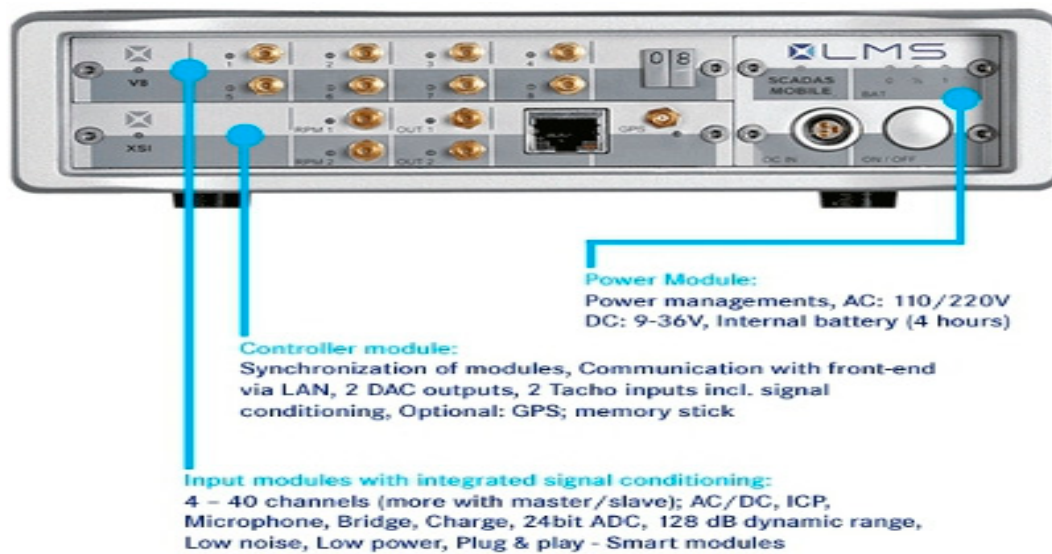 1 2 3 4 08 LMS
V8 5 6 7 8 SCADAS
MOBILE BAT
RPM 1 OUT 1 GPS
XSI RPM 2 OUT 2 DC IN ON / OFF
Power Module:
Power managements, AC: 110/220V
DC: 9-36V, Internal battery (4 hours)
Controller module:
Synchronization of modules, Communication with front-end
via LAN, 2 DAC outputs, 2 Tacho inputs incl. signal
conditioning, Optional: GPS; memory stick
Input modules with integrated signal conditioning:
4 – 40 channels (more with master/slave); AC/DC, ICP,
Microphone, Bridge, Charge, 24bit ADC, 128 dB dynamic range,
Low noise, Low power, Plug & play - Smart modules